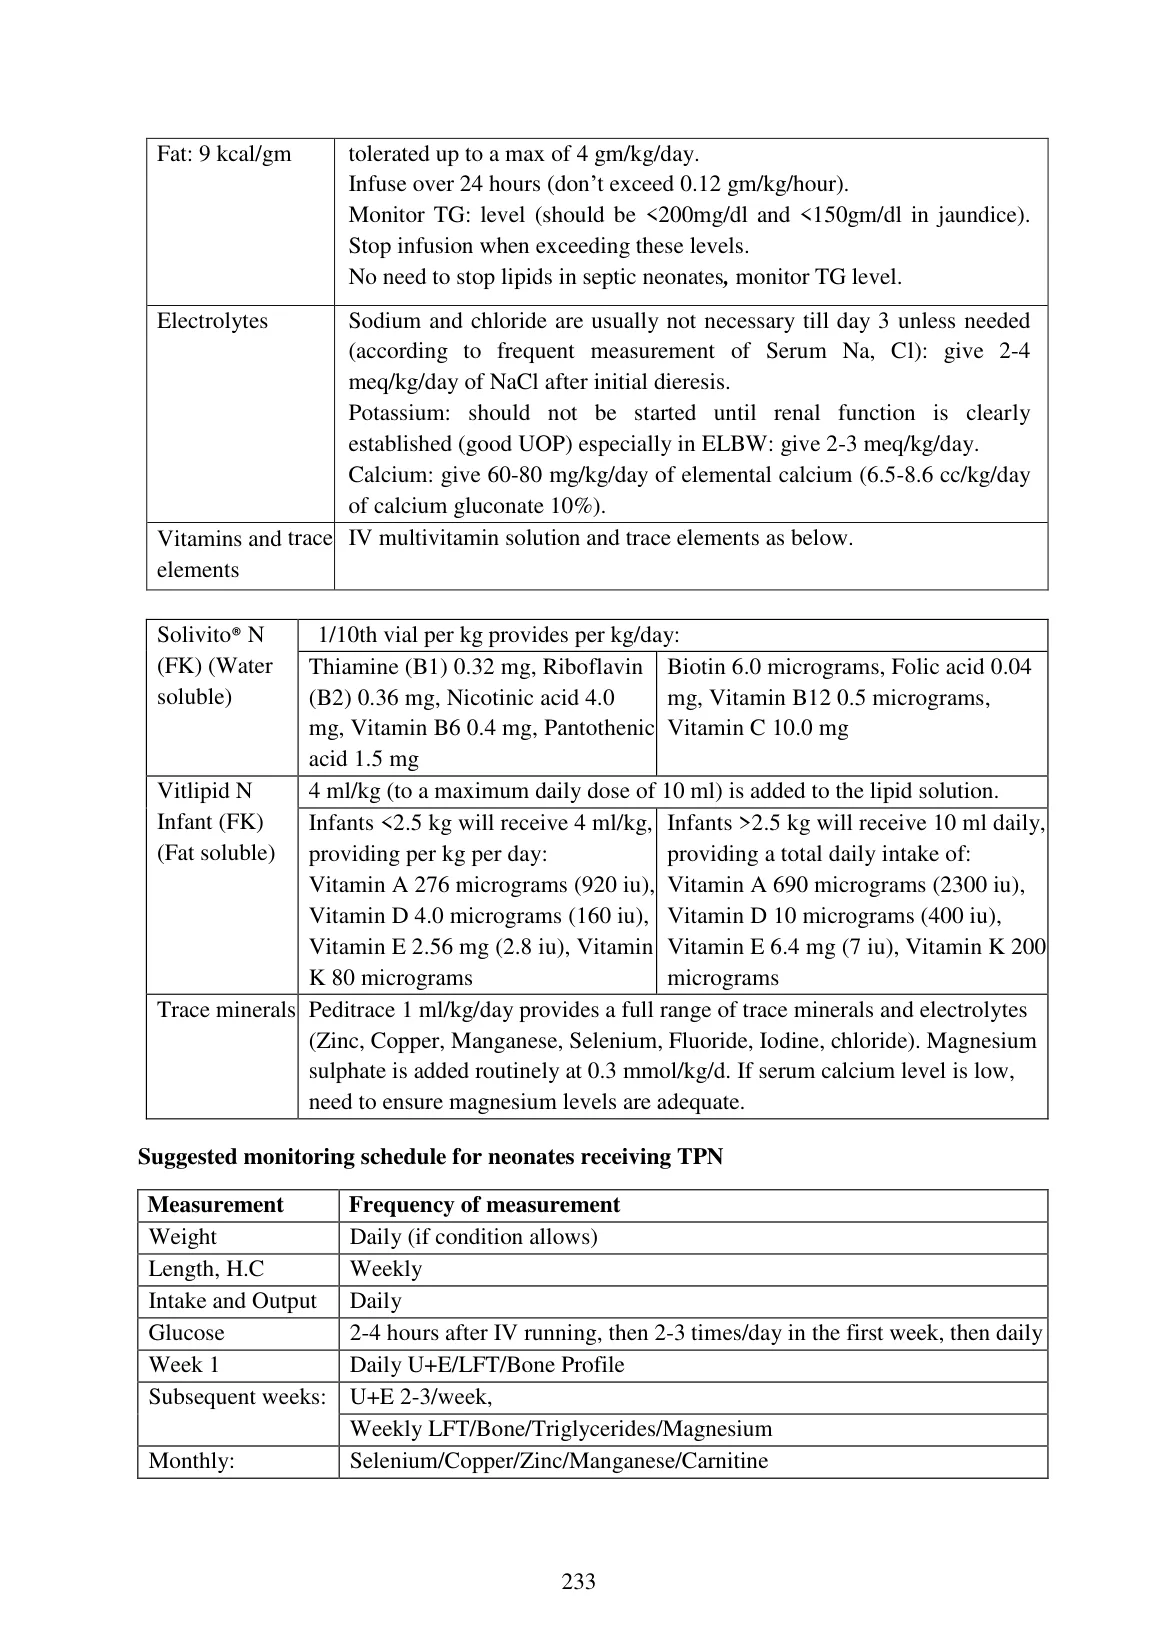 Fat: 9 kcal/gm
tolerated up to a max of 4 gm/kg/day.
Infuse over 24 hours (don’t exceed 0.12 gm/kg/hour).
Monitor TG: level (should be <200mg/dl and <150gm/dl in jaundice).
Stop infusion when exceeding these levels.
No need to stop lipids in septic neonates, monitor TG level.
Electrolytes
Sodium and chloride are usually not necessary till day 3 unless needed
(according to frequent measurement of Serum Na, Cl): give 2-4
meq/kg/day of NaCl after initial dieresis.
Potassium: should not be started until renal function is clearly
established (good UOP) especially in ELBW: give 2-3 meq/kg/day.
Calcium: give 60-80 mg/kg/day of elemental calcium (6.5-8.6 cc/kg/day
of calcium gluconate 10%).
Vitamins and trace
elements
IV multivitamin solution and trace elements as below.
Solivito® N
(FK) (Water
soluble)
1/10th vial per kg provides per kg/day:
Thiamine (B1) 0.32 mg, Riboflavin
(B2) 0.36 mg, Nicotinic acid 4.0
mg, Vitamin B6 0.4 mg, Pantothenic
acid 1.5 mg
Biotin 6.0 micrograms, Folic acid 0.04
mg, Vitamin B12 0.5 micrograms,
Vitamin C 10.0 mg
Vitlipid N
Infant (FK)
(Fat soluble)
4 ml/kg (to a maximum daily dose of 10 ml) is added to the lipid solution.
Infants <2.5 kg will receive 4 ml/kg,
providing per kg per day:
Vitamin A 276 micrograms (920 iu),
Vitamin D 4.0 micrograms (160 iu),
Vitamin E 2.56 mg (2.8 iu), Vitamin
K 80 micrograms
Infants >2.5 kg will receive 10 ml daily,
providing a total daily intake of:
Vitamin A 690 micrograms (2300 iu),
Vitamin D 10 micrograms (400 iu),
Vitamin E 6.4 mg (7 iu), Vitamin K 200
micrograms
Trace minerals
Peditrace 1 ml/kg/day provides a full range of trace minerals and electrolytes
(Zinc, Copper, Manganese, Selenium, Fluoride, Iodine, chloride). Magnesium
sulphate is added routinely at 0.3 mmol/kg/d. If serum calcium level is low,
need to ensure magnesium levels are adequate.
Suggested monitoring schedule for neonates receiving TPN
Measurement Frequency of measurement
Weight Daily (if condition allows)
Length, H.C Weekly
Intake and Output Daily
Glucose 2-4 hours after IV running, then 2-3 times/day in the first week, then daily
Week 1 Daily U+E/LFT/Bone Profile
Subsequent weeks: U+E 2-3/week,
Weekly LFT/Bone/Triglycerides/Magnesium
Monthly: Selenium/Copper/Zinc/Manganese/Carnitine
233